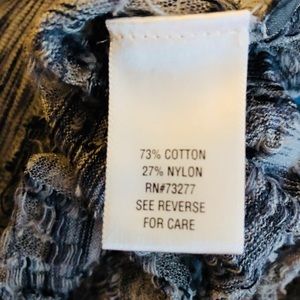 73% COTTON
27% NYLON
RN#73277
SEE REVERSE
FOR CARE